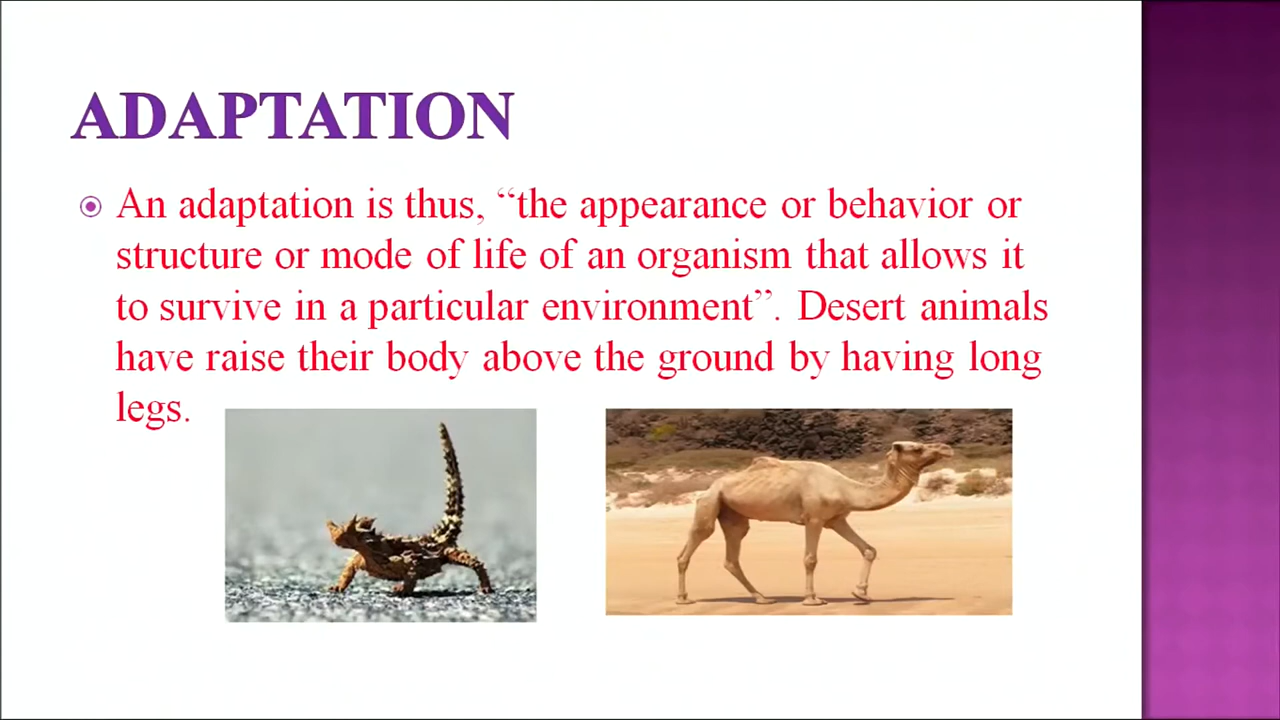 ADAPTATION
An adaptation is thus, “the appearance or behavior or
structure or mode of life of an organism that allows it
to survive in a particular environment”. Desert animals
have raise their body above the ground by having long
legs.